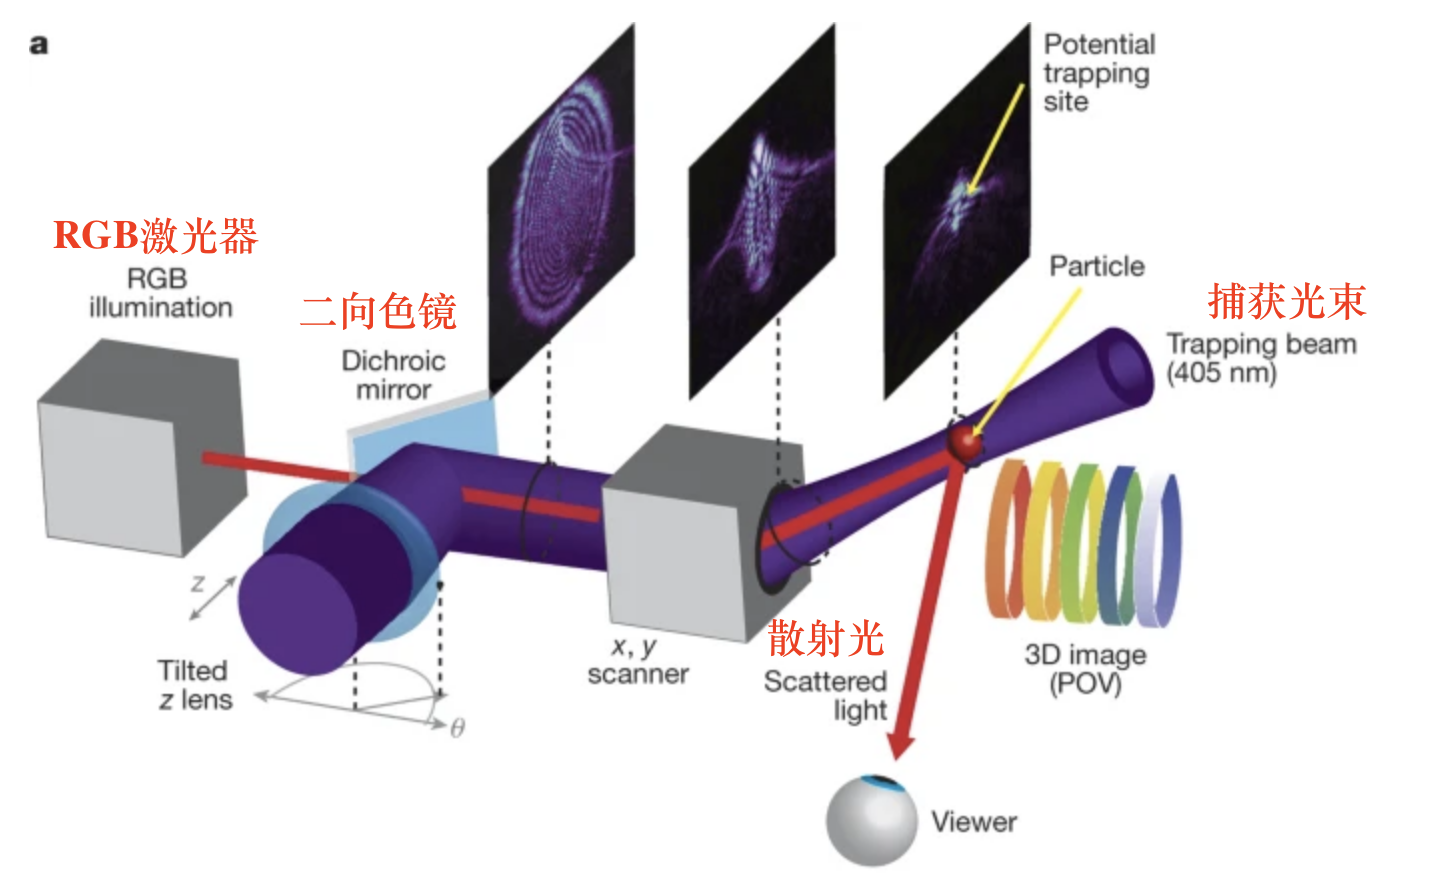 a
Potential
trapping
site
RGB激光器
RGB
illumination
二向色镜
Dichroic
mirror
Particle
捕获光束
Trapping beam
(405 nm)
z
Tilted
z lens
θ
x, y
scanner
散射光
Scattered
light
3D image
(POV)
Viewer